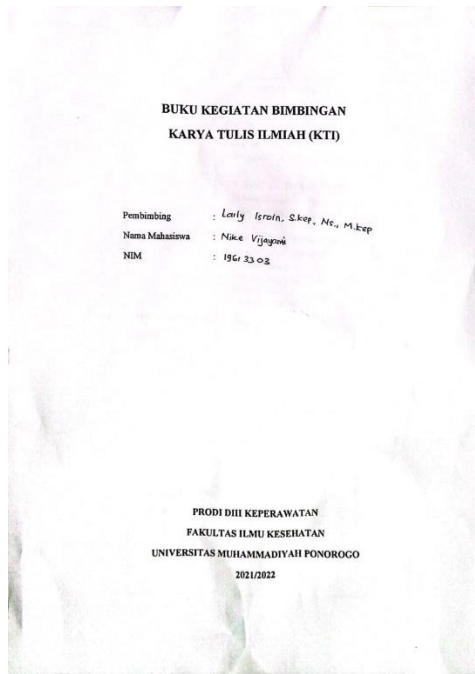 BUKU KEGIATAN BIMBINGAN
KARYA TULIS ILMIAH (KTI)
Pembimbing : Laily Isroin, S.kep, Ns., M.kep
Nama Mahasiswa : Nike Vijayanti
NIM : 19613303
PRODI DIII KEPERAWATAN
FAKULTAS ILMU KESEHATAN
UNIVERSITAS MUHAMMADIYAH PONOROGO
2021/2022